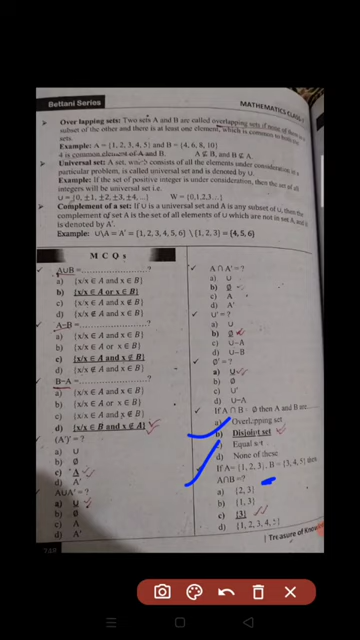 Bettani Series
MATHEMATICS CLASS-
Over lapping sets: Two sets A and B are called overlapping sets if none of them is
subset of the other and there is at least one element, which is common to both
sets.
Example: A = {1, 2, 3, 4, 5} and B = {4, 6, 8, 10}
4 is common element of A and B. A ⊈ B, and B ⊈ A.
Universal set: A set, which consists of all the elements under consideration in a
particular problem, is called universal set and is denoted by U.
Example: If the set of positive integer is under consideration, then the set of all
integers will be universal set i.e.
U = {0, ±1, ±2, ±3, ±4, ..} W = {0,1,2,3..}
Complement of a set: If U is a universal set and A is any subset of U, then the
complement of set A is the set of all elements of U which are not in set A, and
is denoted by A'.
Example: U\A = A' = {1, 2, 3, 4, 5, 6} \ {1, 2, 3} = {4, 5, 6}
M C Qs
A∪B=...................?
a) {x/x ∈ A and x ∈ B}
b) {x/x ∈ A or x ∈ B}
c) {x/x ∈ A and x ∉ B}
d) {x/x ∈ B and x ∉ A}
A–B=...................?
a) {x/x ∈ A and x ∈ B}
b) {x/x ∈ A or x ∈ B}
c) {x/x ∈ A and x ∉ B}
d) {x/x ∈ B and x ∉ A}
B–A=...................?
a) {x/x ∈ A and x ∈ B}
b) {x/x ∈ A or x ∈ B}
c) {x/x ∈ A and x ∉ B}
d) {x/x ∈ B and x ∉ A}
(A')' =?
a) U
b) ∅
c) A
d) A'
A∪A' =?
a) U
b) ∅
c) A
d) A'
A ∩ A' =?
a) U
b) ∅
c) A
d) A'
U' =?
a) U
b) ∅
c) U–A
d) U–B
∅' =?
a) U
b) ∅
c) U'
d) U–A
If A ∩ B = ∅ then A and B are....
a) Overlapping set
b) Disjoint set
Equal set
d) None of these
If A= {1, 2, 3}, B = {3, 4, 5} then
A∩B =?
a) {2, 3}
b) {1, 3}
c) {3}
d) {1, 2, 3, 4, 5}
248
Treasure of